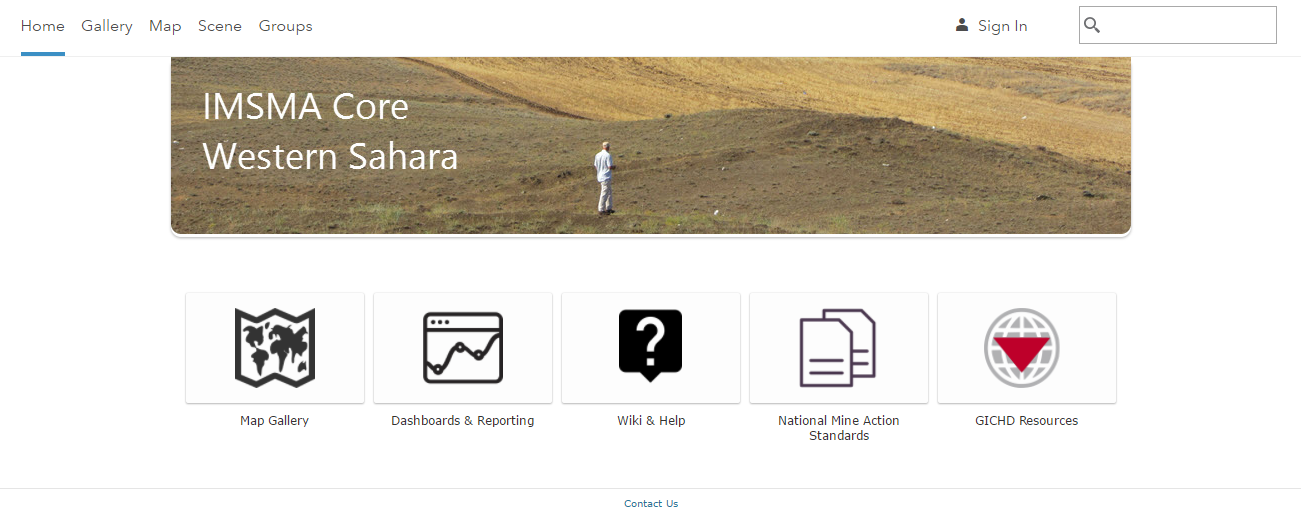 Home Gallery Map Scene Groups Sign In
IMSMA Core
Western Sahara
Map Gallery
Dashboards & Reporting
Wiki & Help
National Mine Action
Standards
GICHD Resources
Contact Us